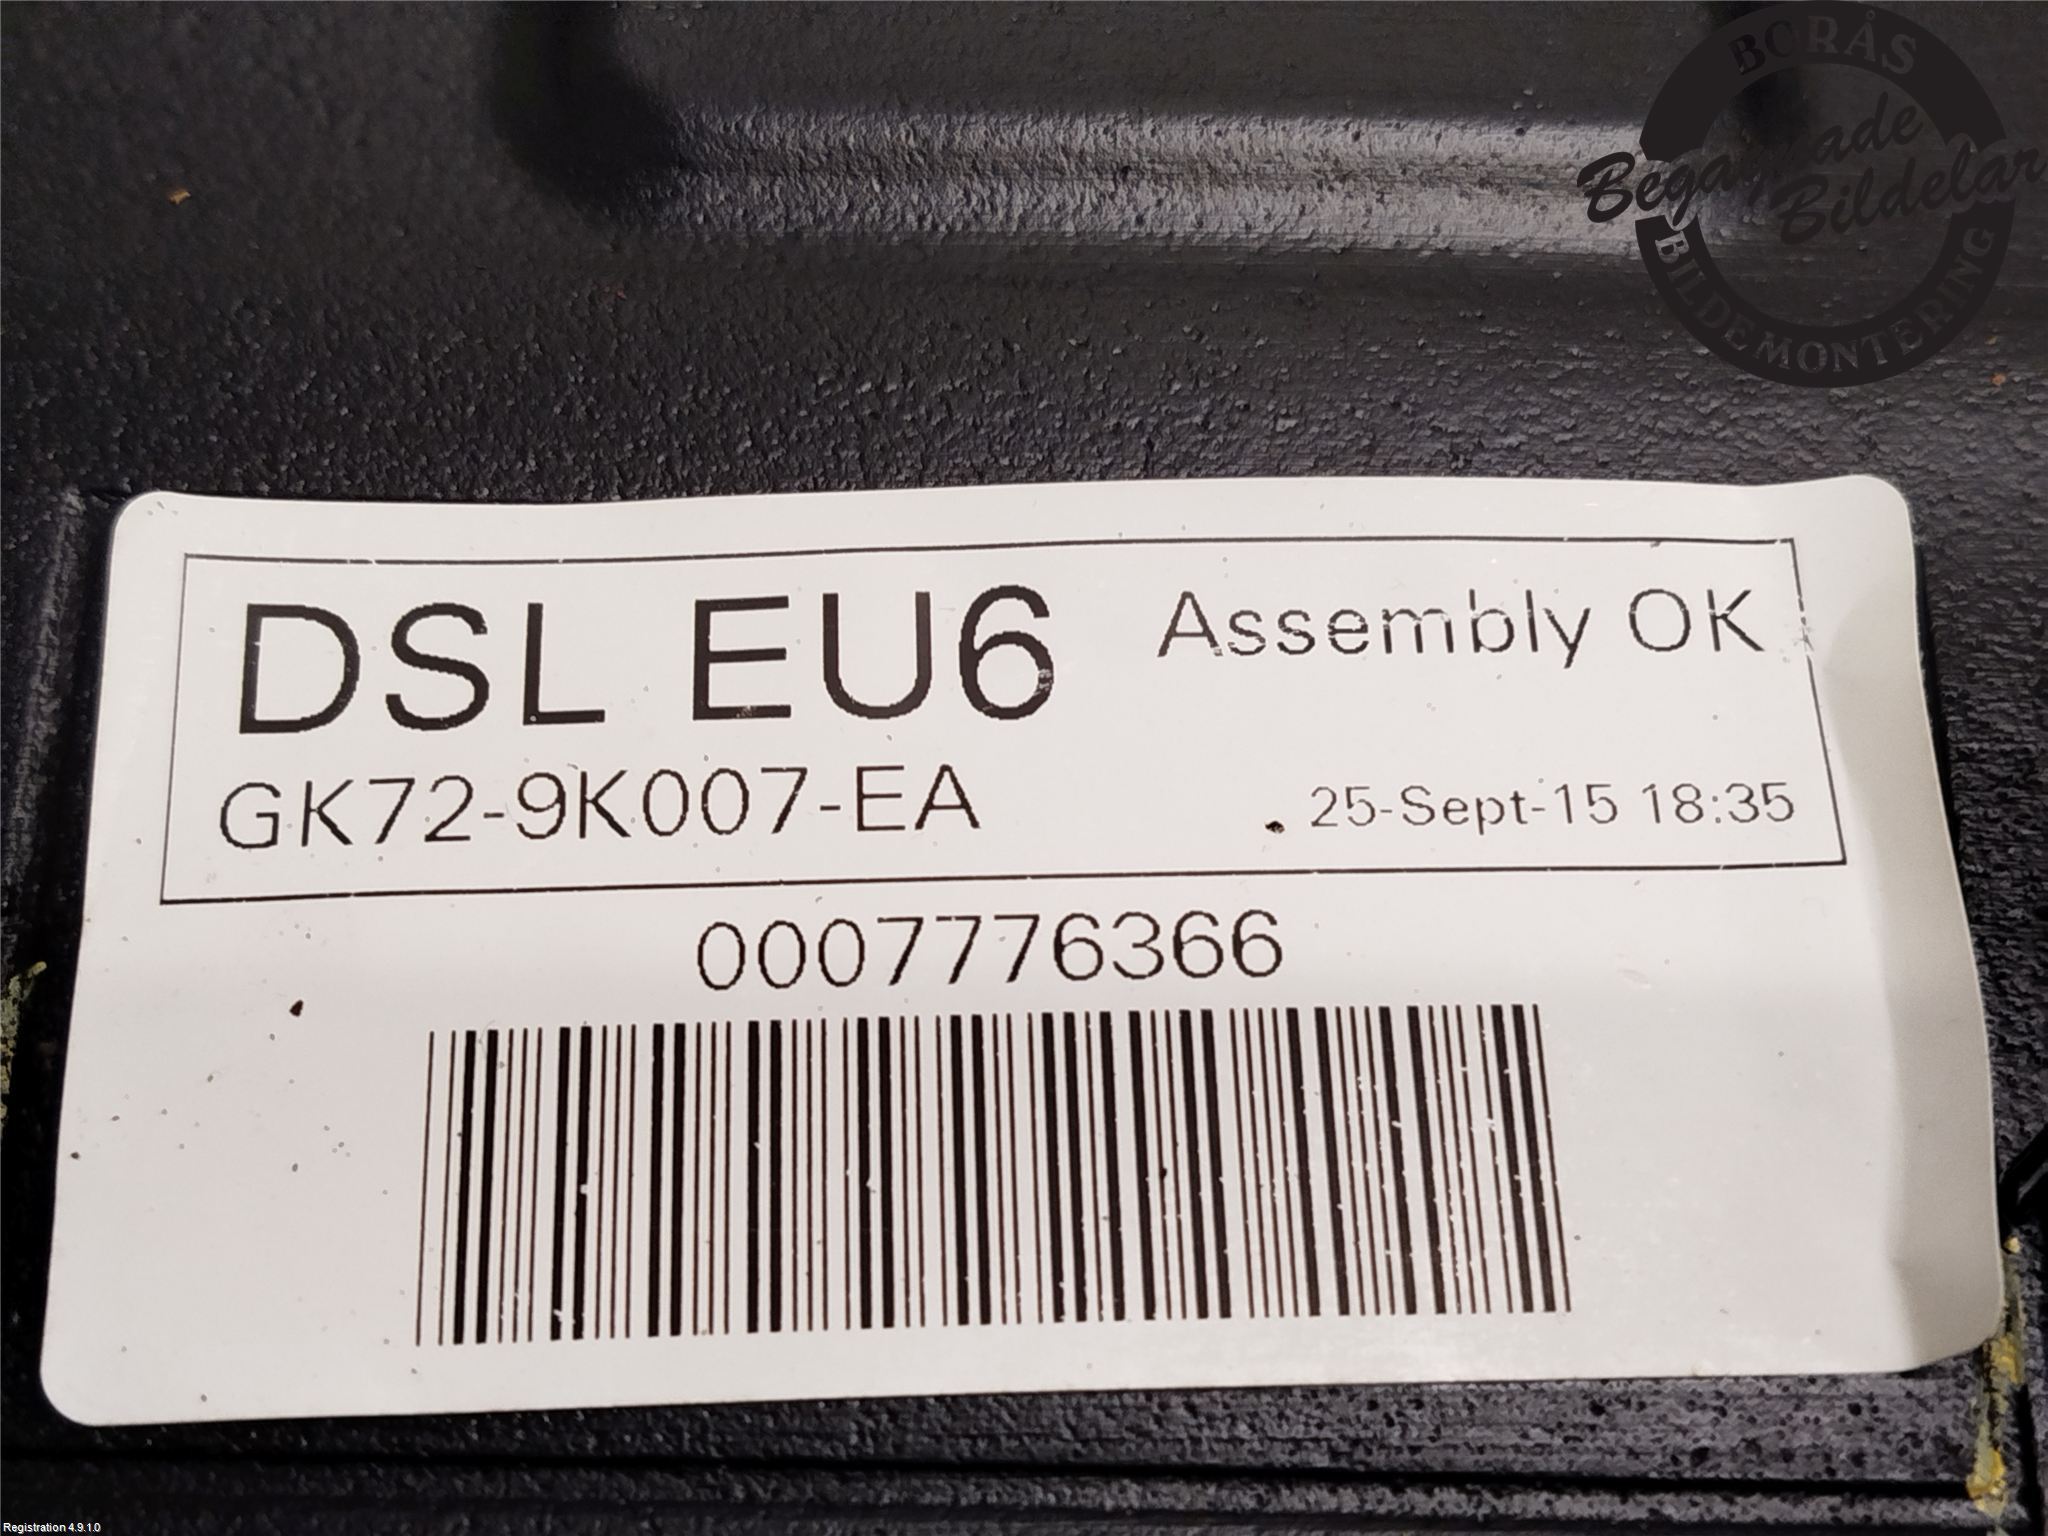 BORÅS
Begagnade
Bildelar
BILDEMONTERING
DSL EU6
Assembly OK
GK72-9K007-EA
25-Sept-15 18:35
0007776366
Registration 4.9.1.0